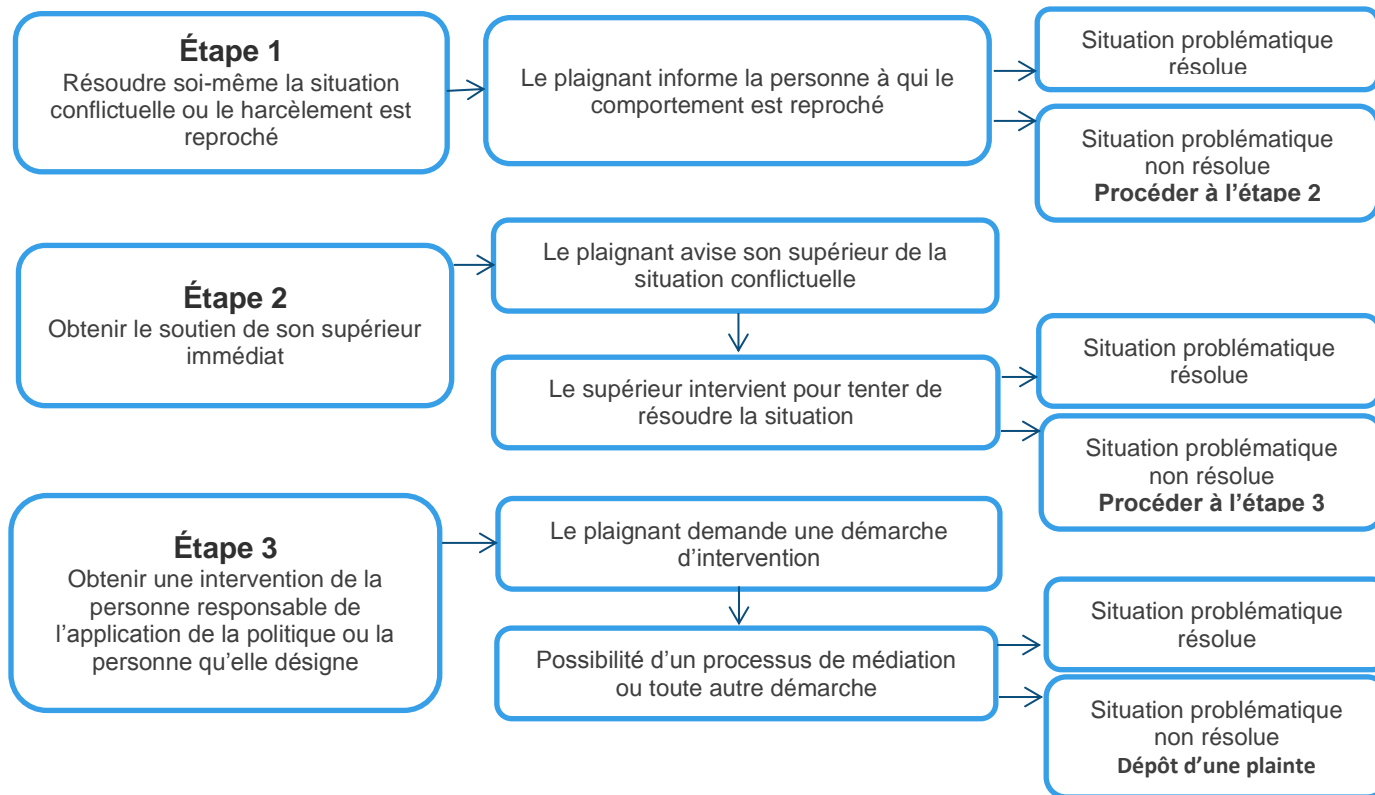 Étape 1
Résoudre soi-même la situation
conflictuelle ou le harcèlement est
reproché
Le plaignant informe la personne à qui le
comportement est reproché
Situation problématique
résolue
Situation problématique
non résolue
Procéder à l'étape 2
Étape 2
Obtenir le soutien de son supérieur
immédiat
Le plaignant avise son supérieur de la
situation conflictuelle
Le supérieur intervient pour tenter de
résoudre la situation
Situation problématique
résolue
Situation problématique
non résolue
Procéder à l'étape 3
Étape 3
Obtenir une intervention de la
personne responsable de
l'application de la politique ou la
personne qu'elle désigne
Le plaignant demande une démarche
d'intervention
Possibilité d'un processus de médiation
ou toute autre démarche
Situation problématique
résolue
Situation problématique
non résolue
Dépôt d'une plainte